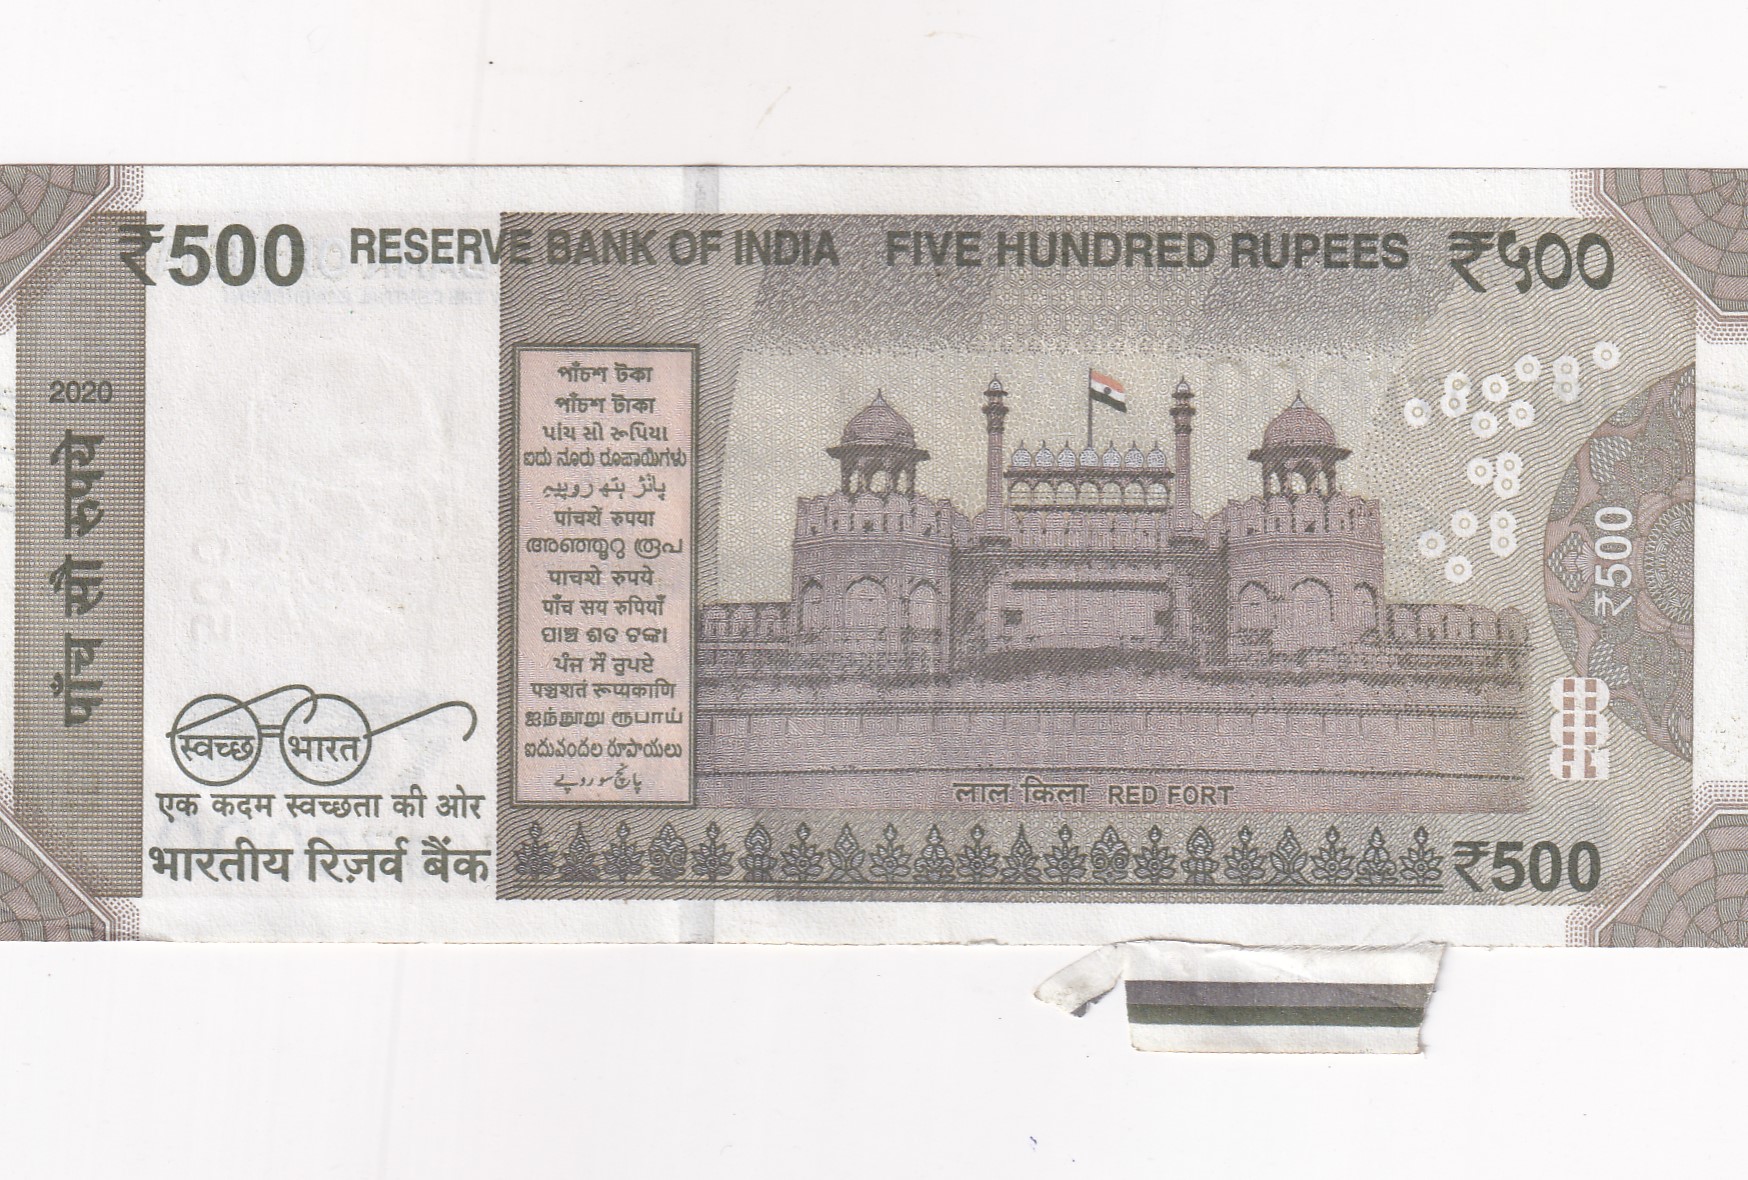 ₹500 RESERVE BANK OF INDIA FIVE HUNDRED RUPEES ₹५००
2020
पाँच सौ रुपये
পাঁচশ টকা
পাঁচশ টাকা
પાંચ સો રૂપિયા
ಐದು ನೂರು ರೂಪಾಯಿಗಳು
پانژ ہتھ روپیہ
पांचशें रुपया
അഞ്ഞൂറു രൂപ
पाचशे रुपये
पाँच सय रुपियाँ
ପାଞ୍ଚ ଶତ ଟଙ୍କା
ਪੰਜ ਸੌ ਰੁਪਏ
पञ्चशतं रूप्यकाणि
ஐந்நூறு ரூபாய்
ఐదువందల రూపాయలు
پانچ سو روپے
₹500
स्वच्छ भारत
एक कदम स्वच्छता की ओर
भारतीय रिज़र्व बैंक
लाल किला RED FORT
₹500